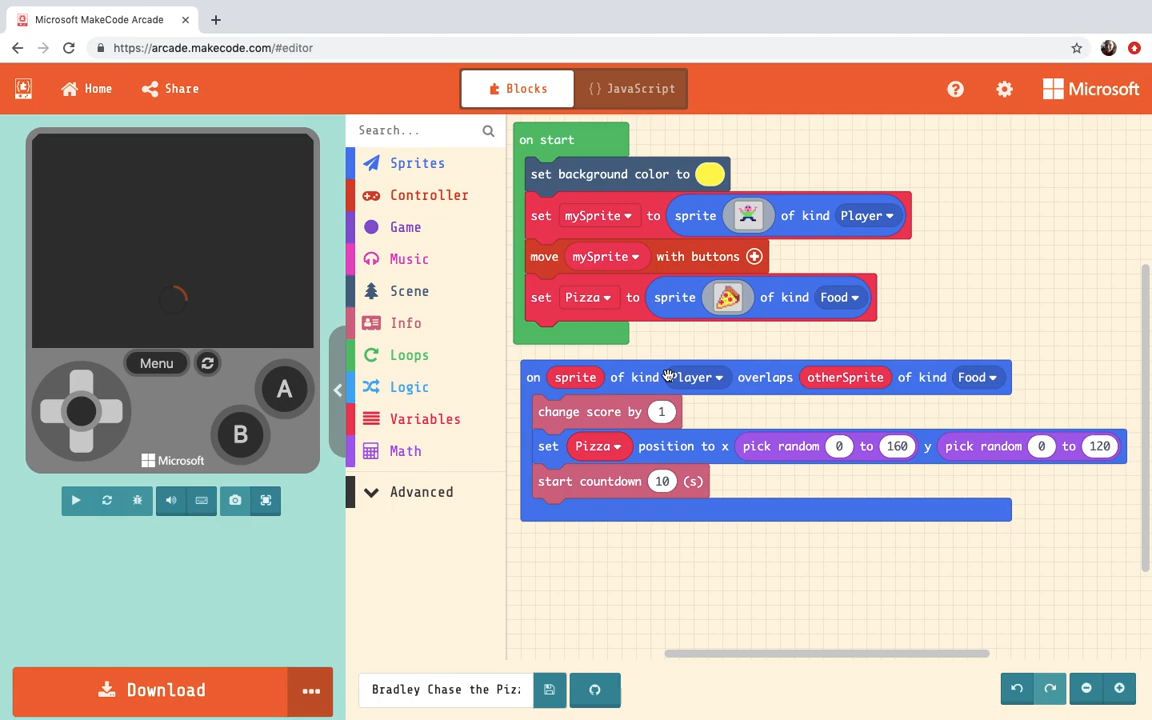 Microsoft MakeCode Arcade
https://arcade.makecode.com/#editor
Home
Share
Blocks
{ } JavaScript
Microsoft
Search...
Sprites
Controller
Game
Music
Scene
Info
Loops
Logic
Variables
Math
Advanced
Menu
A
B
Microsoft
on start
set background color to
set mySprite to sprite of kind Player
move mySprite with buttons
set Pizza to sprite of kind Food
on sprite of kind Player overlaps otherSprite of kind Food
change score by 1
set Pizza position to x pick random 0 to 160 y pick random 0 to 120
start countdown 10 (s)
Download
Bradley Chase the Piz